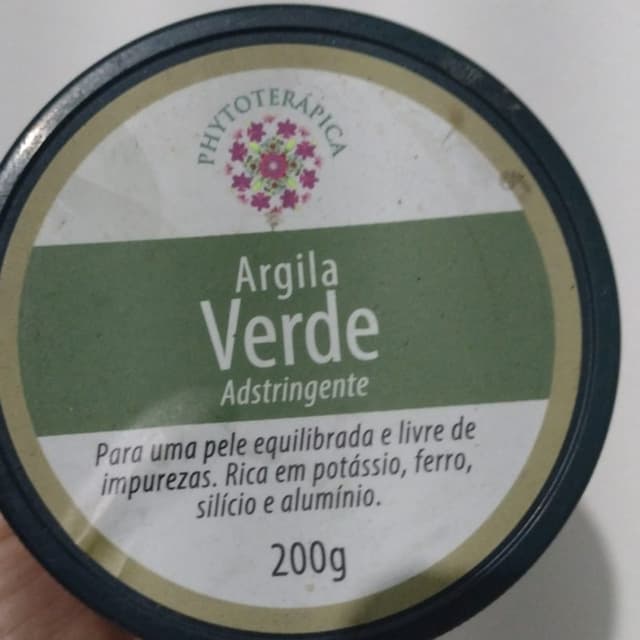 PHYTOTERÁPICA
Argila
Verde
Adstringente
Para uma pele equilibrada e livre de
impurezas. Rica em potássio, ferro,
silício e alumínio.
200g